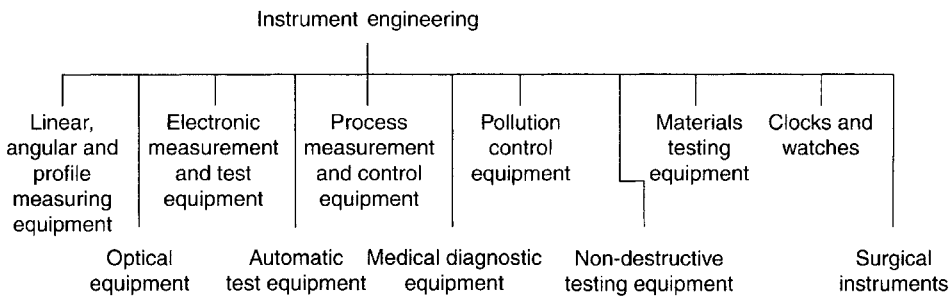 Instrument engineering
Linear,
angular and
profile
measuring
equipment
Electronic
measurement
and test
equipment
Process
measurement
and control
equipment
Pollution
control
equipment
Materials
testing
equipment
Clocks and
watches
Optical
equipment
Automatic
test equipment
Medical diagnostic
equipment
Non-destructive
testing equipment
Surgical
instruments